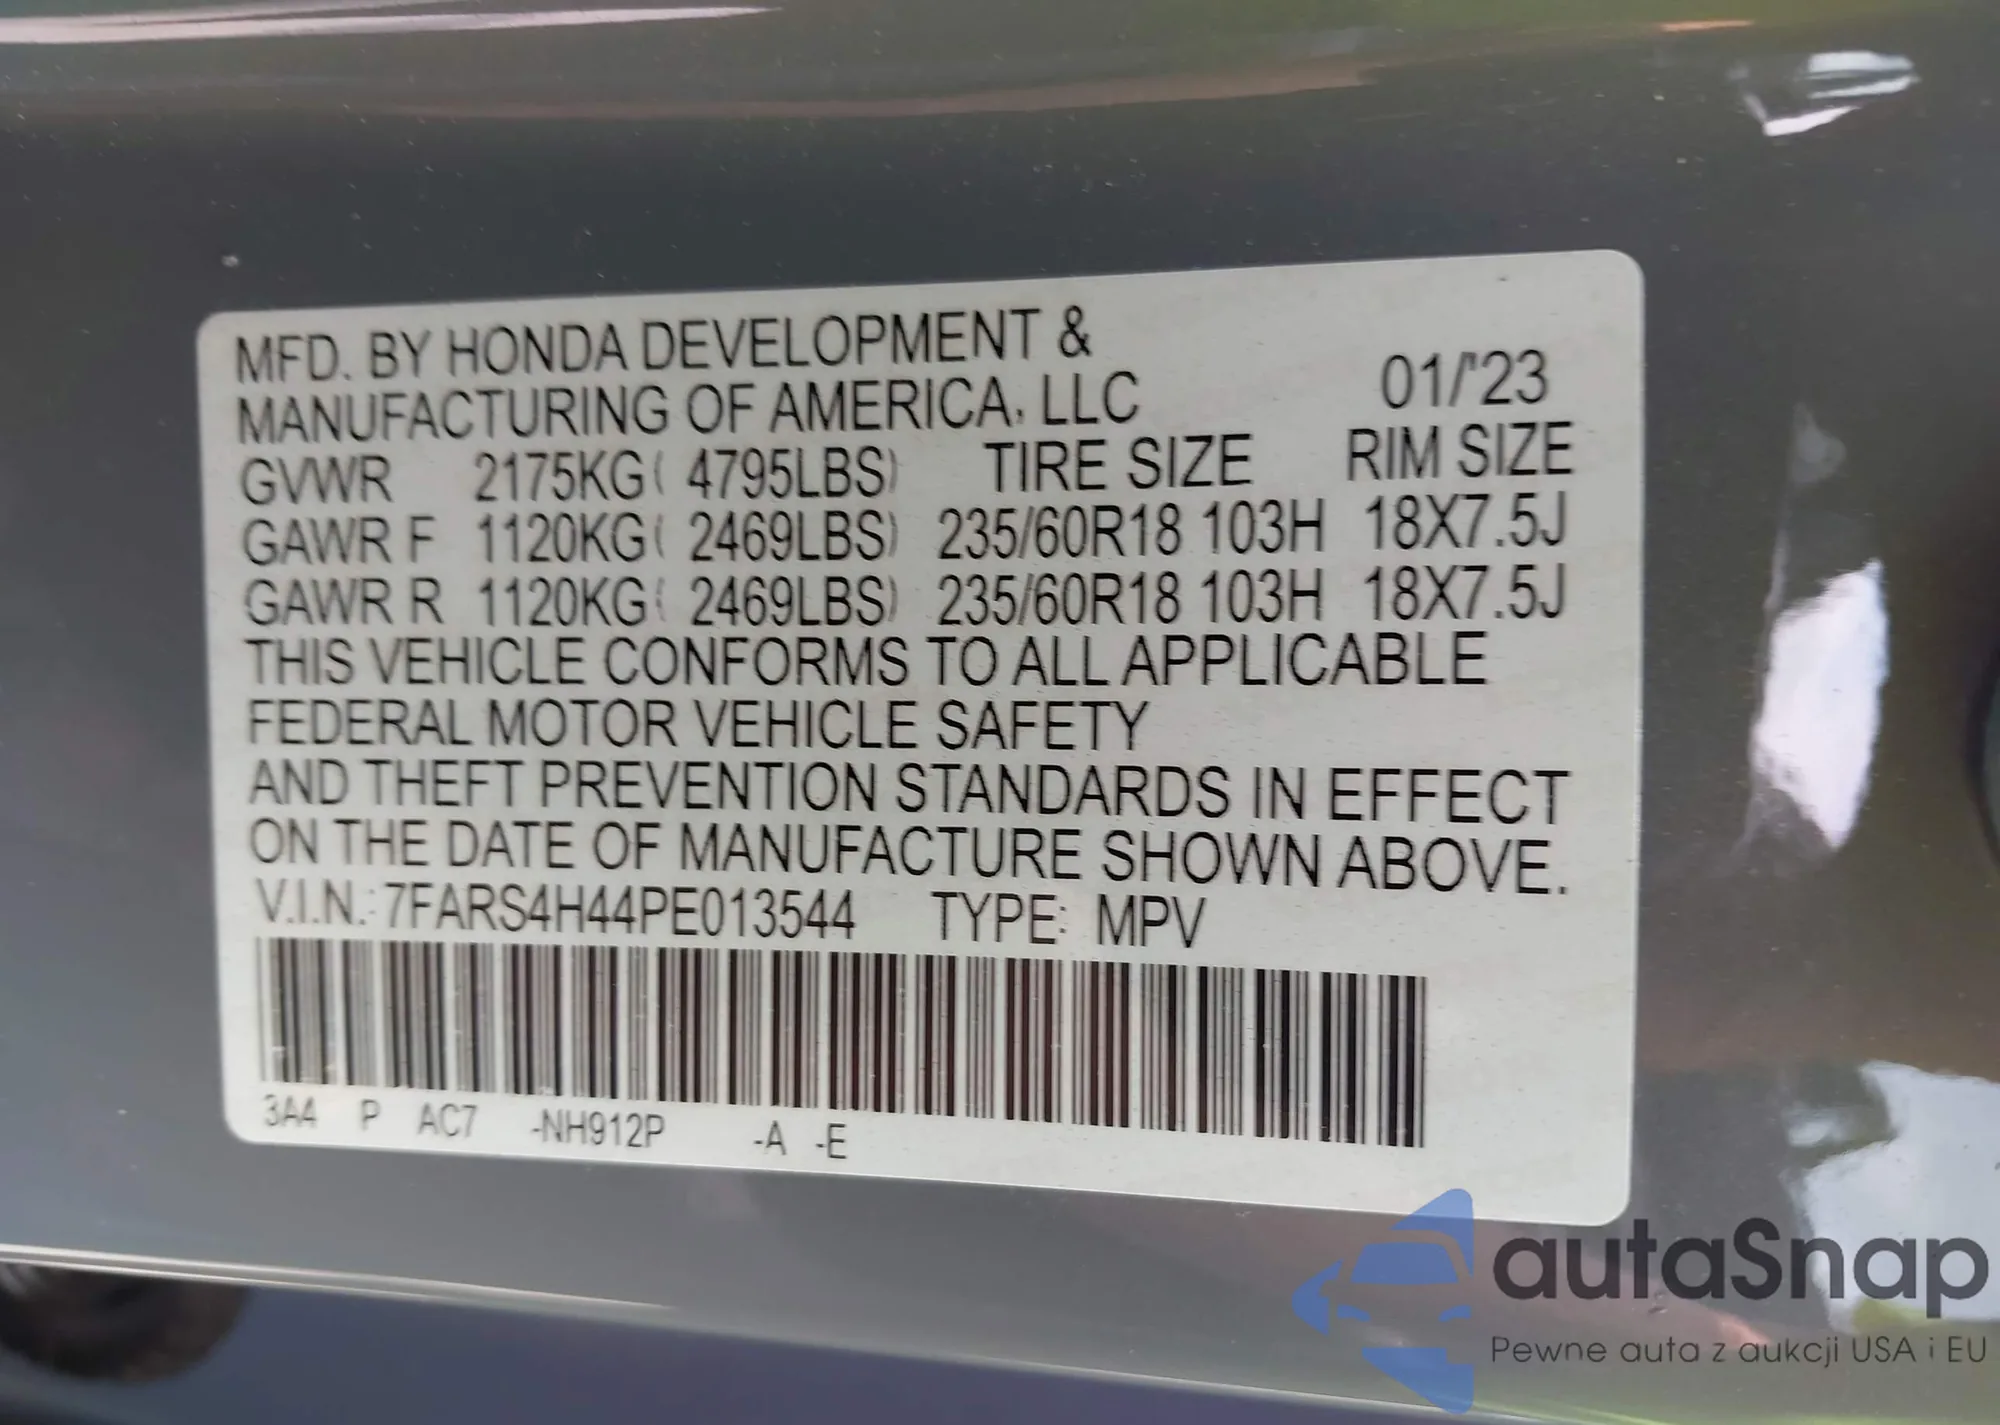 MFD. BY HONDA DEVELOPMENT &
MANUFACTURING OF AMERICA, LLC 01/'23
GVWR 2175KG( 4795LBS) TIRE SIZE RIM SIZE
GAWR F 1120KG( 2469LBS) 235/60R18 103H 18X7.5J
GAWR R 1120KG( 2469LBS) 235/60R18 103H 18X7.5J
THIS VEHICLE CONFORMS TO ALL APPLICABLE
FEDERAL MOTOR VEHICLE SAFETY
AND THEFT PREVENTION STANDARDS IN EFFECT
ON THE DATE OF MANUFACTURE SHOWN ABOVE.
V.I.N.: 7FARS4H44PE013544 TYPE: MPV
3A4 P AC7 -NH912P -A -E
autaSnap
Pewne auta z aukcji USA i EU